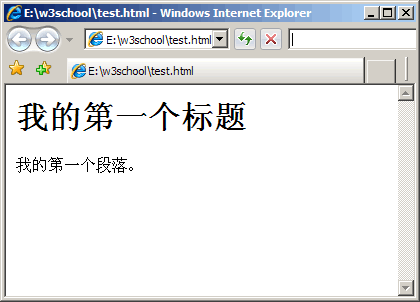 E:\w3school\test.html - Windows Internet Explorer
E:\w3school\test.html
E:\w3school\test.html
我的第一个标题
我的第一个段落。